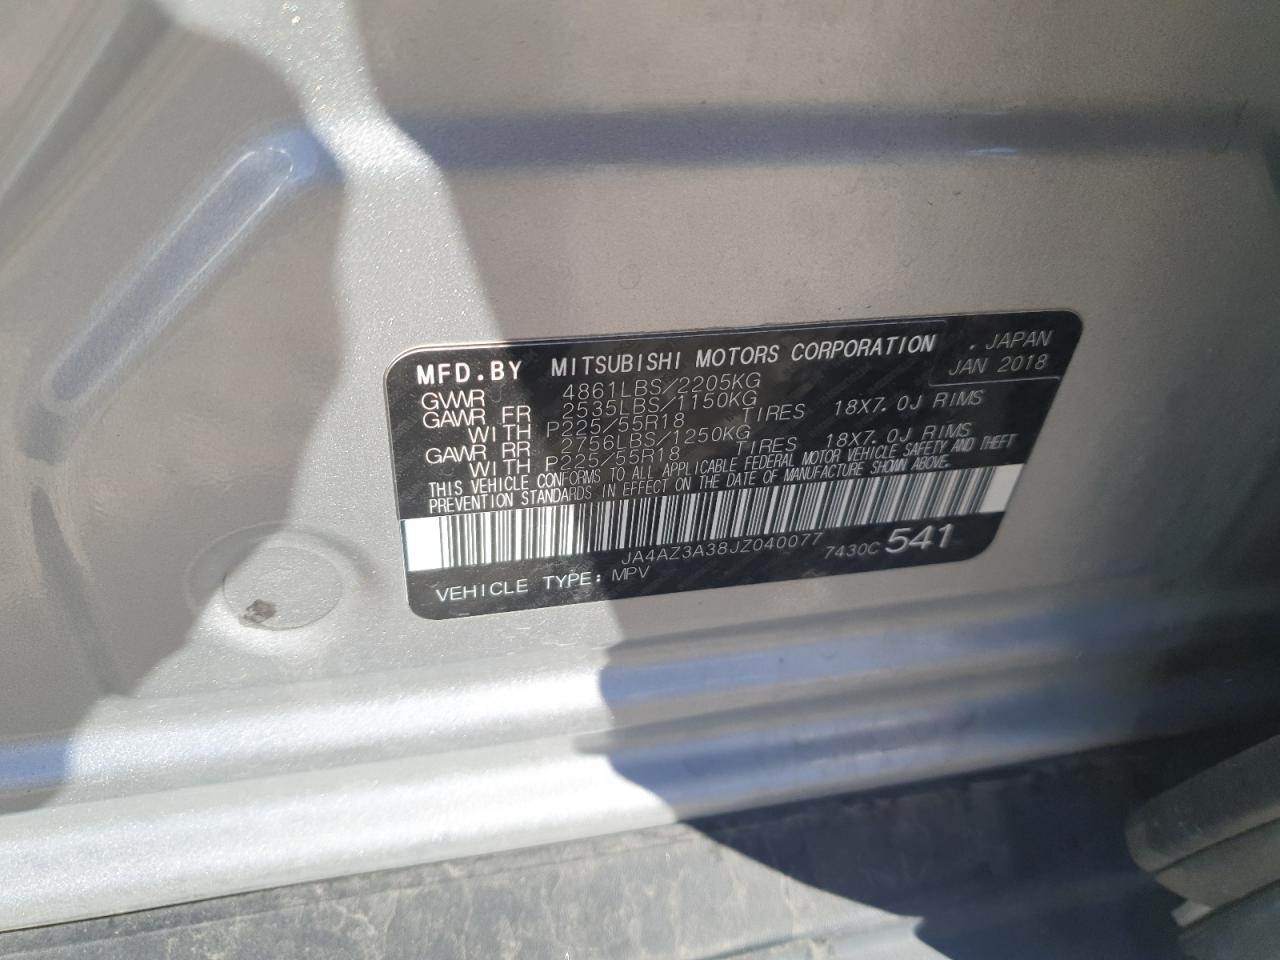 MFD.BY MITSUBISHI MOTORS CORPORATION . JAPAN
JAN 2018
GVWR 4861LBS/2205KG
GAWR FR 2535LBS/1150KG
WITH P225/55R18 TIRES 18X7.0J RIMS
GAWR RR 2756LBS/1250KG
WITH P225/55R18 TIRES 18X7.0J RIMS
THIS VEHICLE CONFORMS TO ALL APPLICABLE FEDERAL MOTOR VEHICLE SAFETY AND THEFT
PREVENTION STANDARDS IN EFFECT ON THE DATE OF MANUFACTURE SHOWN ABOVE.
JA4AZ3A38JZ040077 7430C 541
VEHICLE TYPE: MPV